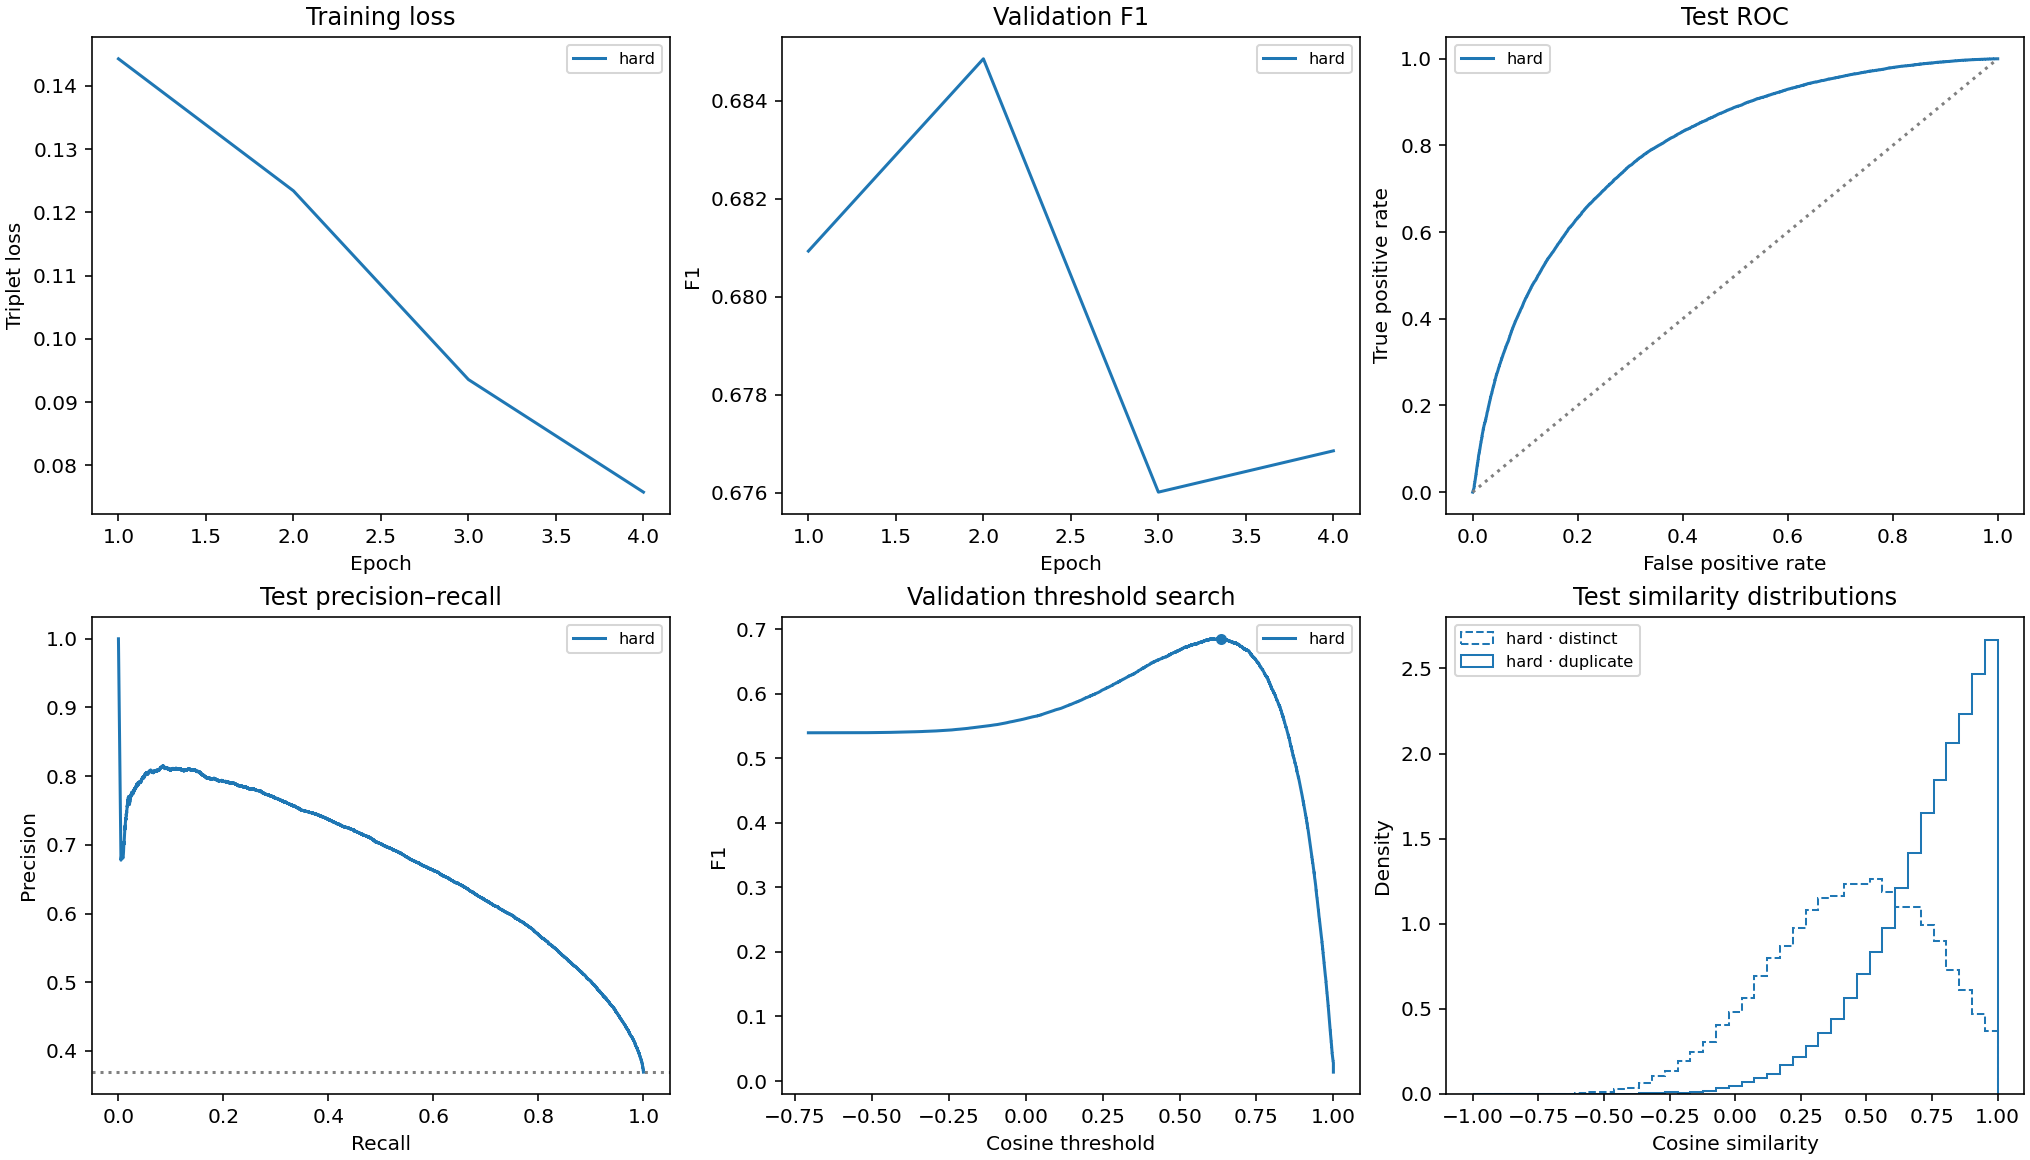 Training loss
hard
0.14
0.13
0.12
0.11
0.10
0.09
0.08
Triplet loss
1.0 1.5 2.0 2.5 3.0 3.5 4.0
Epoch
Validation F1
hard
0.684
0.682
0.680
0.678
0.676
F1
1.0 1.5 2.0 2.5 3.0 3.5 4.0
Epoch
Test ROC
hard
1.0
0.8
0.6
0.4
0.2
0.0
True positive rate
0.0 0.2 0.4 0.6 0.8 1.0
False positive rate
Test precision–recall
hard
1.0
0.9
0.8
0.7
0.6
0.5
0.4
Precision
0.0 0.2 0.4 0.6 0.8 1.0
Recall
Validation threshold search
hard
0.7
0.6
0.5
0.4
0.3
0.2
0.1
0.0
F1
−0.75 −0.50 −0.25 0.00 0.25 0.50 0.75 1.00
Cosine threshold
Test similarity distributions
hard · distinct
hard · duplicate
2.5
2.0
1.5
1.0
0.5
0.0
Density
−1.00 −0.75 −0.50 −0.25 0.00 0.25 0.50 0.75 1.00
Cosine similarity